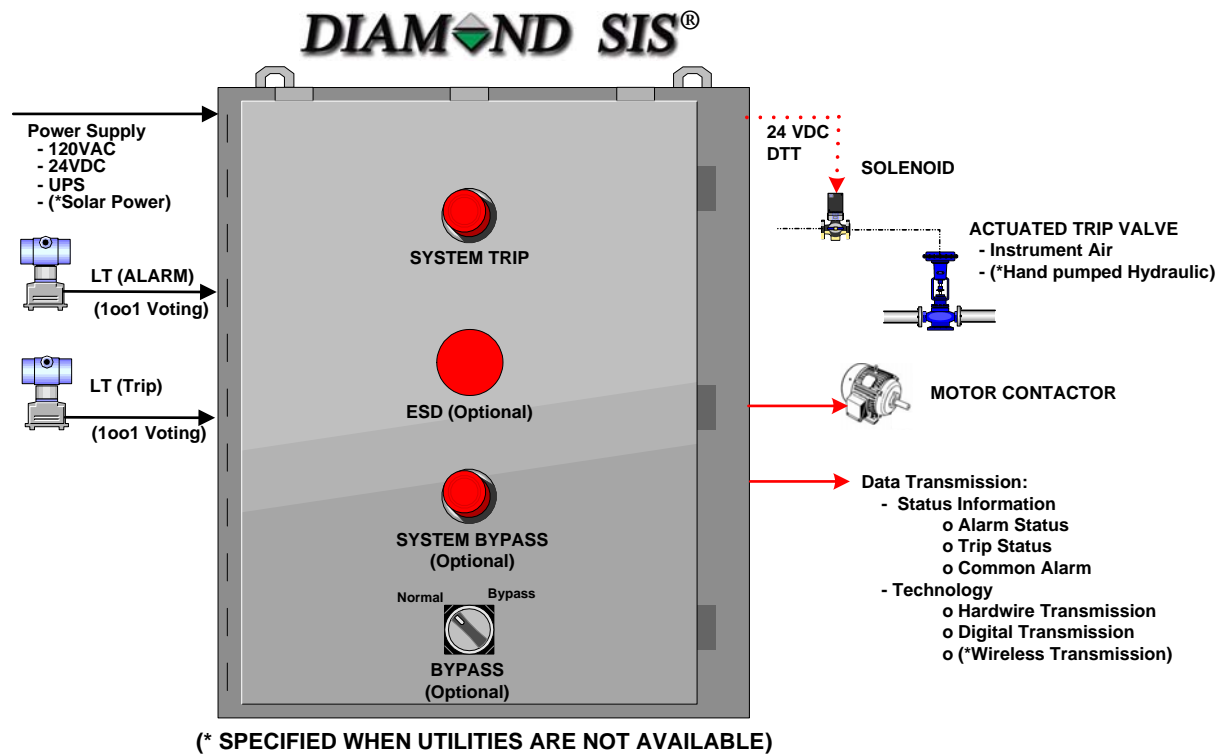 DIAMOND SIS®
Power Supply
- 120VAC
- 24VDC
- UPS
- (*Solar Power)
LT (ALARM)
(1oo1 Voting)
LT (Trip)
(1oo1 Voting)
SYSTEM TRIP
ESD (Optional)
SYSTEM BYPASS
(Optional)
Normal
Bypass
BYPASS
(Optional)
24 VDC
DTT
SOLENOID
ACTUATED TRIP VALVE
- Instrument Air
- (*Hand pumped Hydraulic)
MOTOR CONTACTOR
Data Transmission:
- Status Information
o Alarm Status
o Trip Status
o Common Alarm
- Technology
o Hardwire Transmission
o Digital Transmission
o (*Wireless Transmission)
(* SPECIFIED WHEN UTILITIES ARE NOT AVAILABLE)